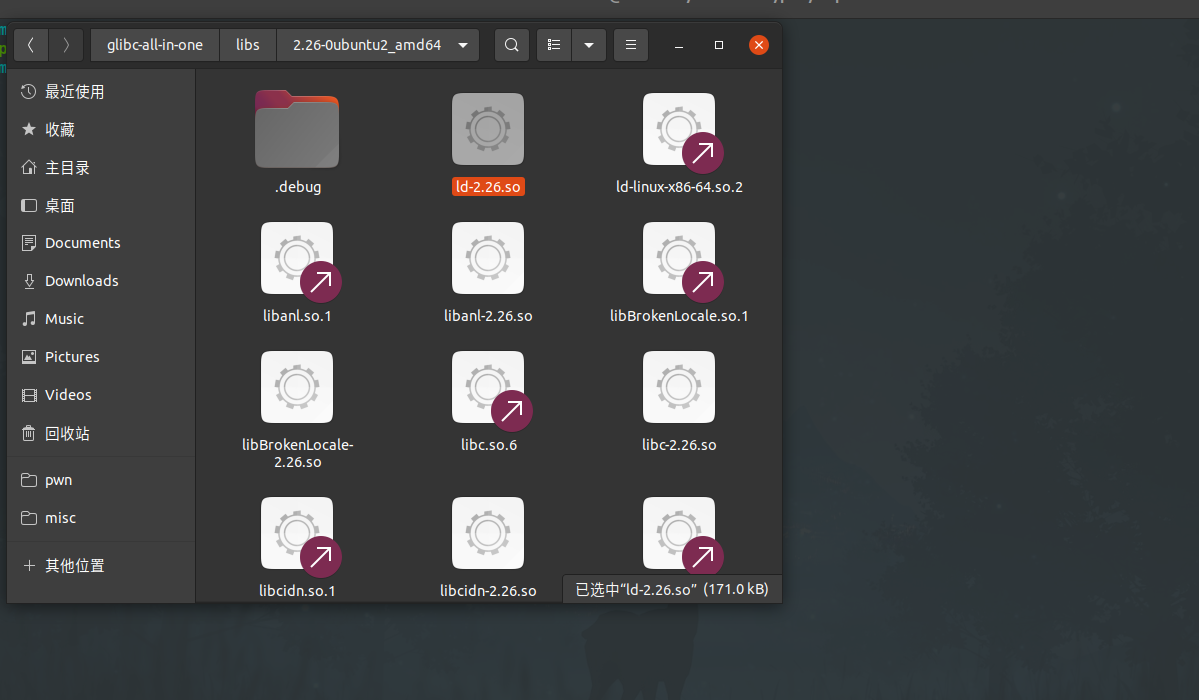 glibc-all-in-one
libs
2.26-0ubuntu2_amd64
最近使用
收藏
主目录
桌面
Documents
Downloads
Music
Pictures
Videos
回收站
pwn
misc
其他位置
.debug
ld-2.26.so
ld-linux-x86-64.so.2
libanl.so.1
libanl-2.26.so
libBrokenLocale.so.1
libBrokenLocale-
2.26.so
libc.so.6
libc-2.26.so
libcidn.so.1
libcidn-2.26.so
已选中“ld-2.26.so” (171.0 kB)